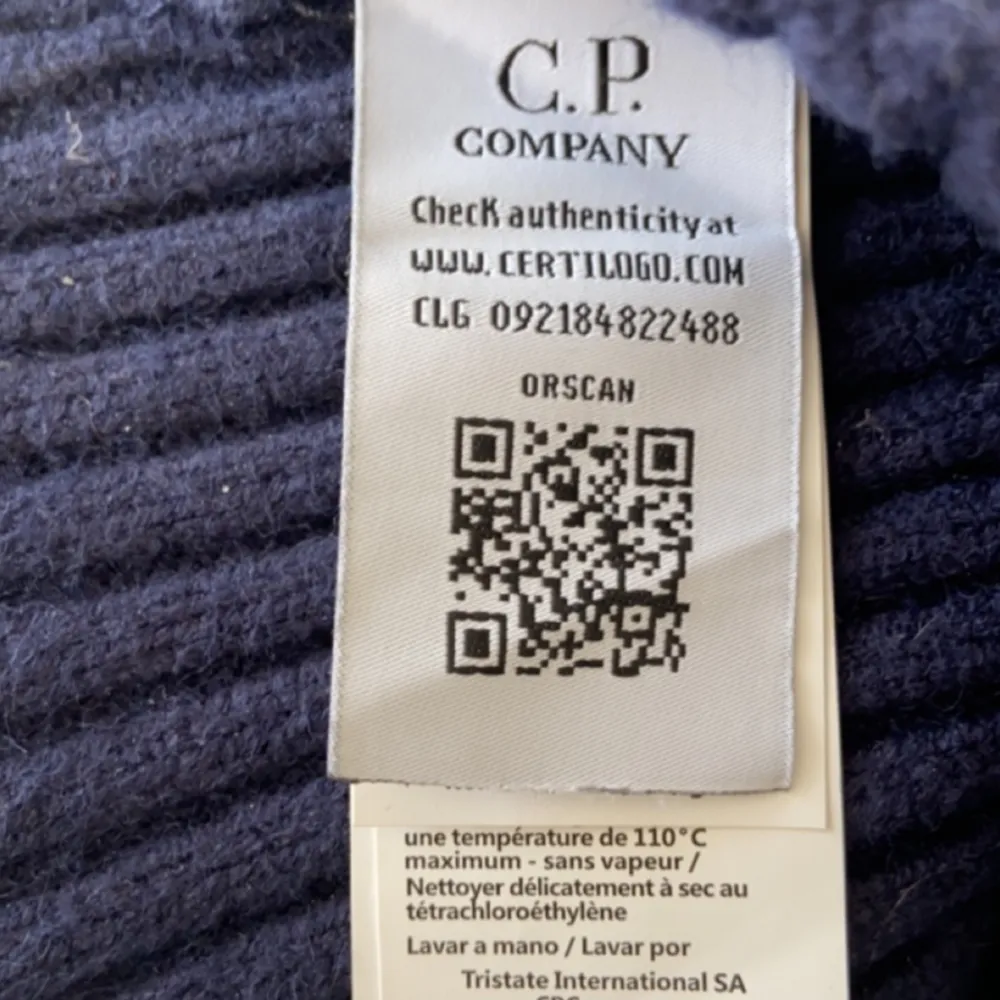 C.P.
COMPANY
Check authenticity at
WWW.CERTILOGO.COM
CLG 092184822488
ORSCAN
une température de 110°C
maximum - sans vapeur /
Nettoyer délicatement à sec au
tétrachloroéthylène
Lavar a mano / Lavar por
Tristate International SA